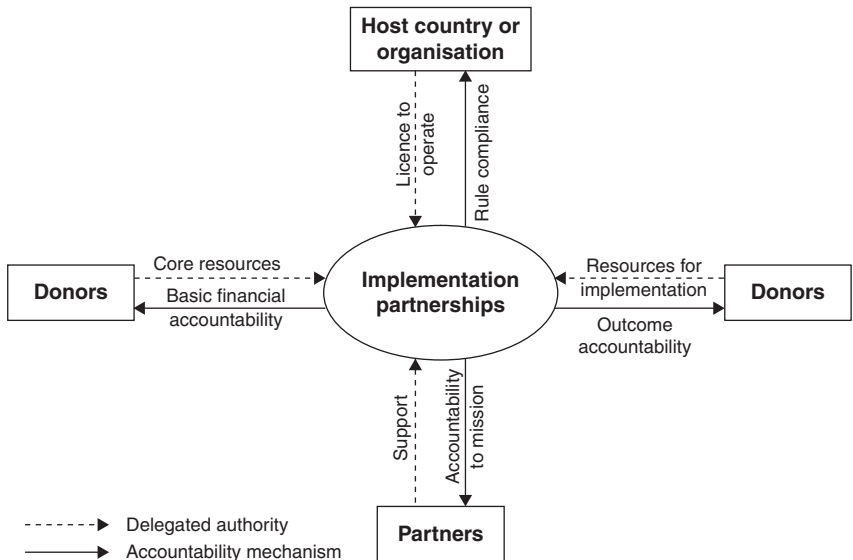 Host country or
organisation
Licence to
operate
Rule compliance
Core resources
Donors
Basic financial
accountability
Implementation
partnerships
Resources for
implementation
Donors
Outcome
accountability
Support
Accountability
to mission
Partners
Delegated authority
Accountability mechanism